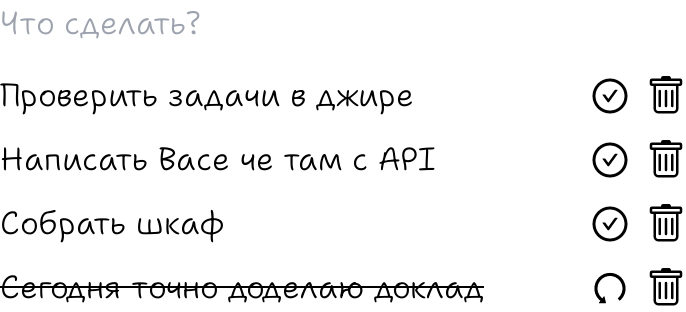 Что сделать?
Проверить задачи в джире
Написать Васе че там с API
Собрать шкаф
Сегодня точно доделаю доклад